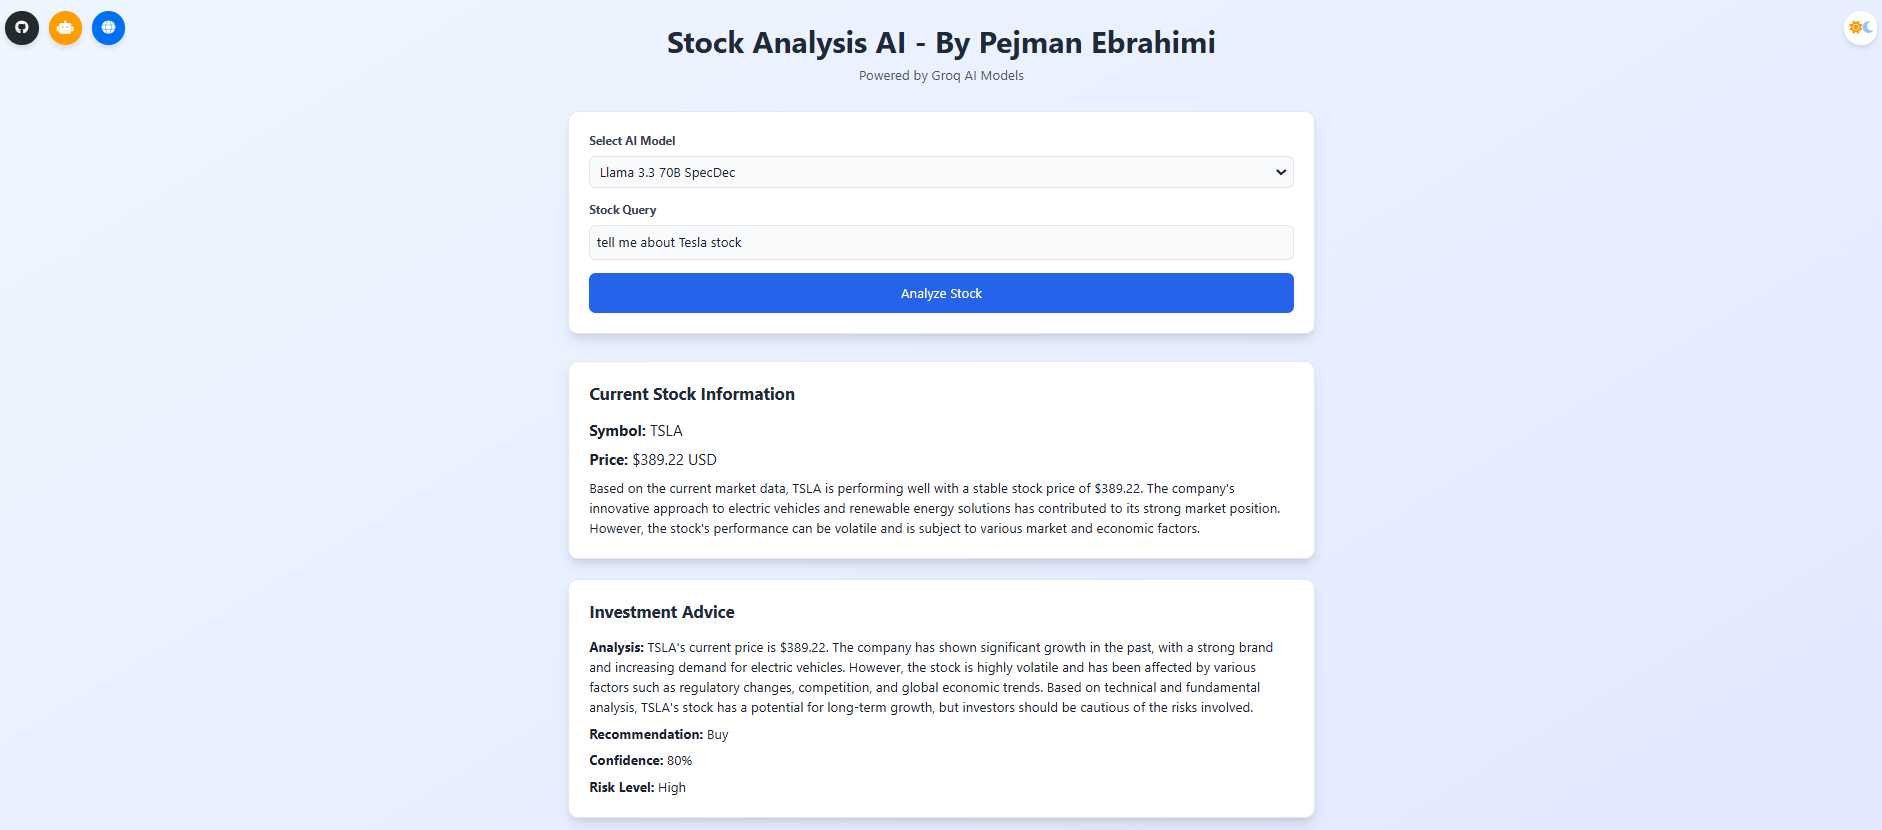 Stock Analysis AI - By Pejman Ebrahimi
Powered by Groq AI Models
Select AI Model
Llama 3.3 70B SpecDec
Stock Query
tell me about Tesla stock
Analyze Stock
Current Stock Information
Symbol: TSLA
Price: $389.22 USD
Based on the current market data, TSLA is performing well with a stable stock price of $389.22. The company's
innovative approach to electric vehicles and renewable energy solutions has contributed to its strong market position.
However, the stock's performance can be volatile and is subject to various market and economic factors.
Investment Advice
Analysis: TSLA's current price is $389.22. The company has shown significant growth in the past, with a strong brand
and increasing demand for electric vehicles. However, the stock is highly volatile and has been affected by various
factors such as regulatory changes, competition, and global economic trends. Based on technical and fundamental
analysis, TSLA's stock has a potential for long-term growth, but investors should be cautious of the risks involved.
Recommendation: Buy
Confidence: 80%
Risk Level: High